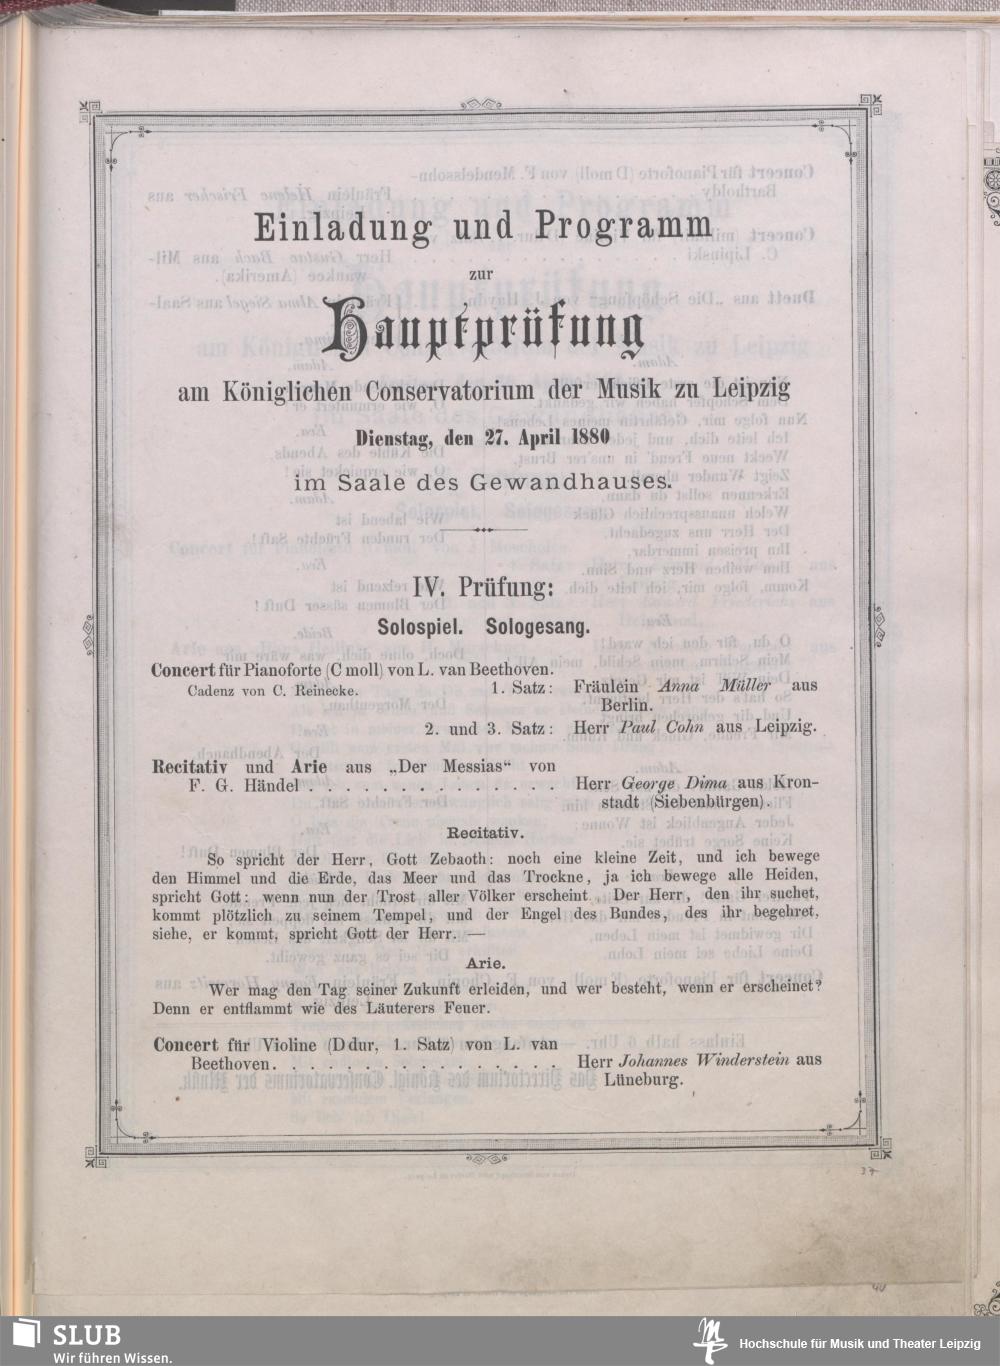 Einladung und Programm
zur
Hauptprüfung
am Königlichen Conservatorium der Musik zu Leipzig
Dienstag, den 27. April 1880
im Saale des Gewandhauses.
IV. Prüfung:
Solospiel. Sologesang.
Concert für Pianoforte (C moll) von L. van Beethoven.
Cadenz von C. Reinecke. 1. Satz: Fräulein Anna Müller aus
Berlin.
2. und 3. Satz: Herr Paul Cohn aus Leipzig.
Recitativ und Arie aus „Der Messias“ von
F. G. Händel . . . . . . . . . . . . . Herr George Dima aus Kron-
stadt (Siebenbürgen).
Recitativ.
So spricht der Herr, Gott Zebaoth: noch eine kleine Zeit, und ich bewege
den Himmel und die Erde, das Meer und das Trockne, ja ich bewege alle Heiden,
spricht Gott: wenn nun der Trost aller Völker erscheint. Der Herr, den ihr suchet,
kommt plötzlich zu seinem Tempel, und der Engel des Bundes, des ihr begehret,
siehe, er kommt, spricht Gott der Herr. —
Arie.
Wer mag den Tag seiner Zukunft erleiden, und wer besteht, wenn er erscheinet?
Denn er entflammt wie des Läuterers Feuer.
Concert für Violine (D dur, 1. Satz) von L. van
Beethoven. . . . . . . . . . . . . . . Herr Johannes Winderstein aus
Lüneburg.
37
40
SLUB
Wir führen Wissen.
Hochschule für Musik und Theater Leipzig